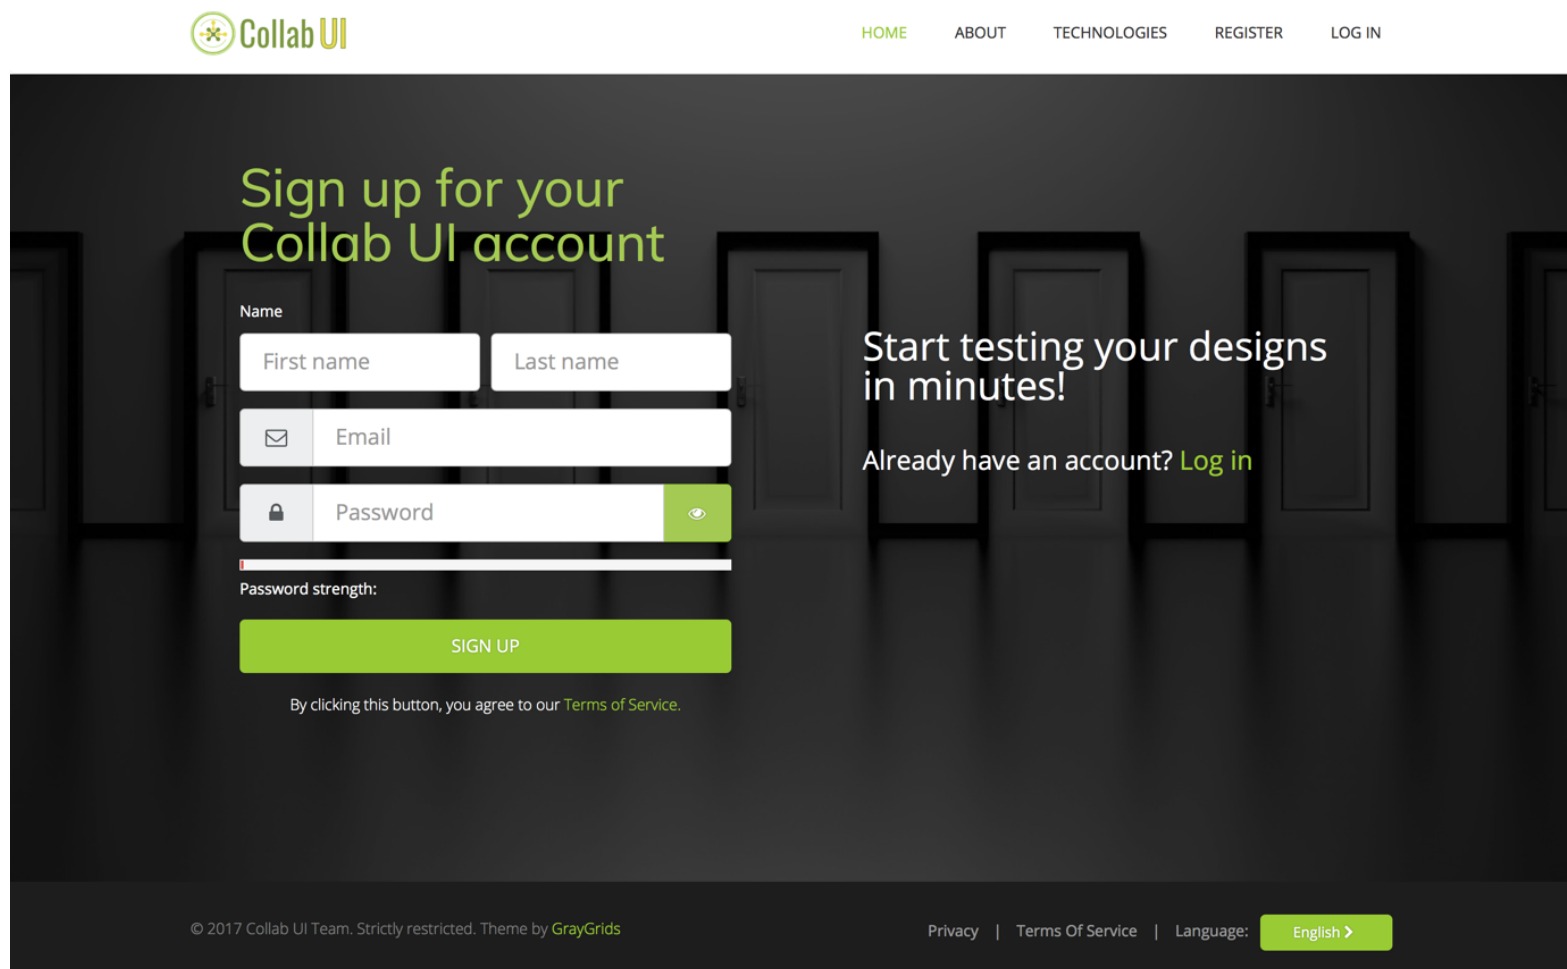 Collab UI
HOME ABOUT TECHNOLOGIES REGISTER LOG IN
Sign up for your
Collab UI account
Name
First name Last name
Email
Password
Password strength:
SIGN UP
By clicking this button, you agree to our Terms of Service.
Start testing your designs
in minutes!
Already have an account? Log in
© 2017 Collab UI Team. Strictly restricted. Theme by GrayGrids
Privacy | Terms Of Service | Language: English